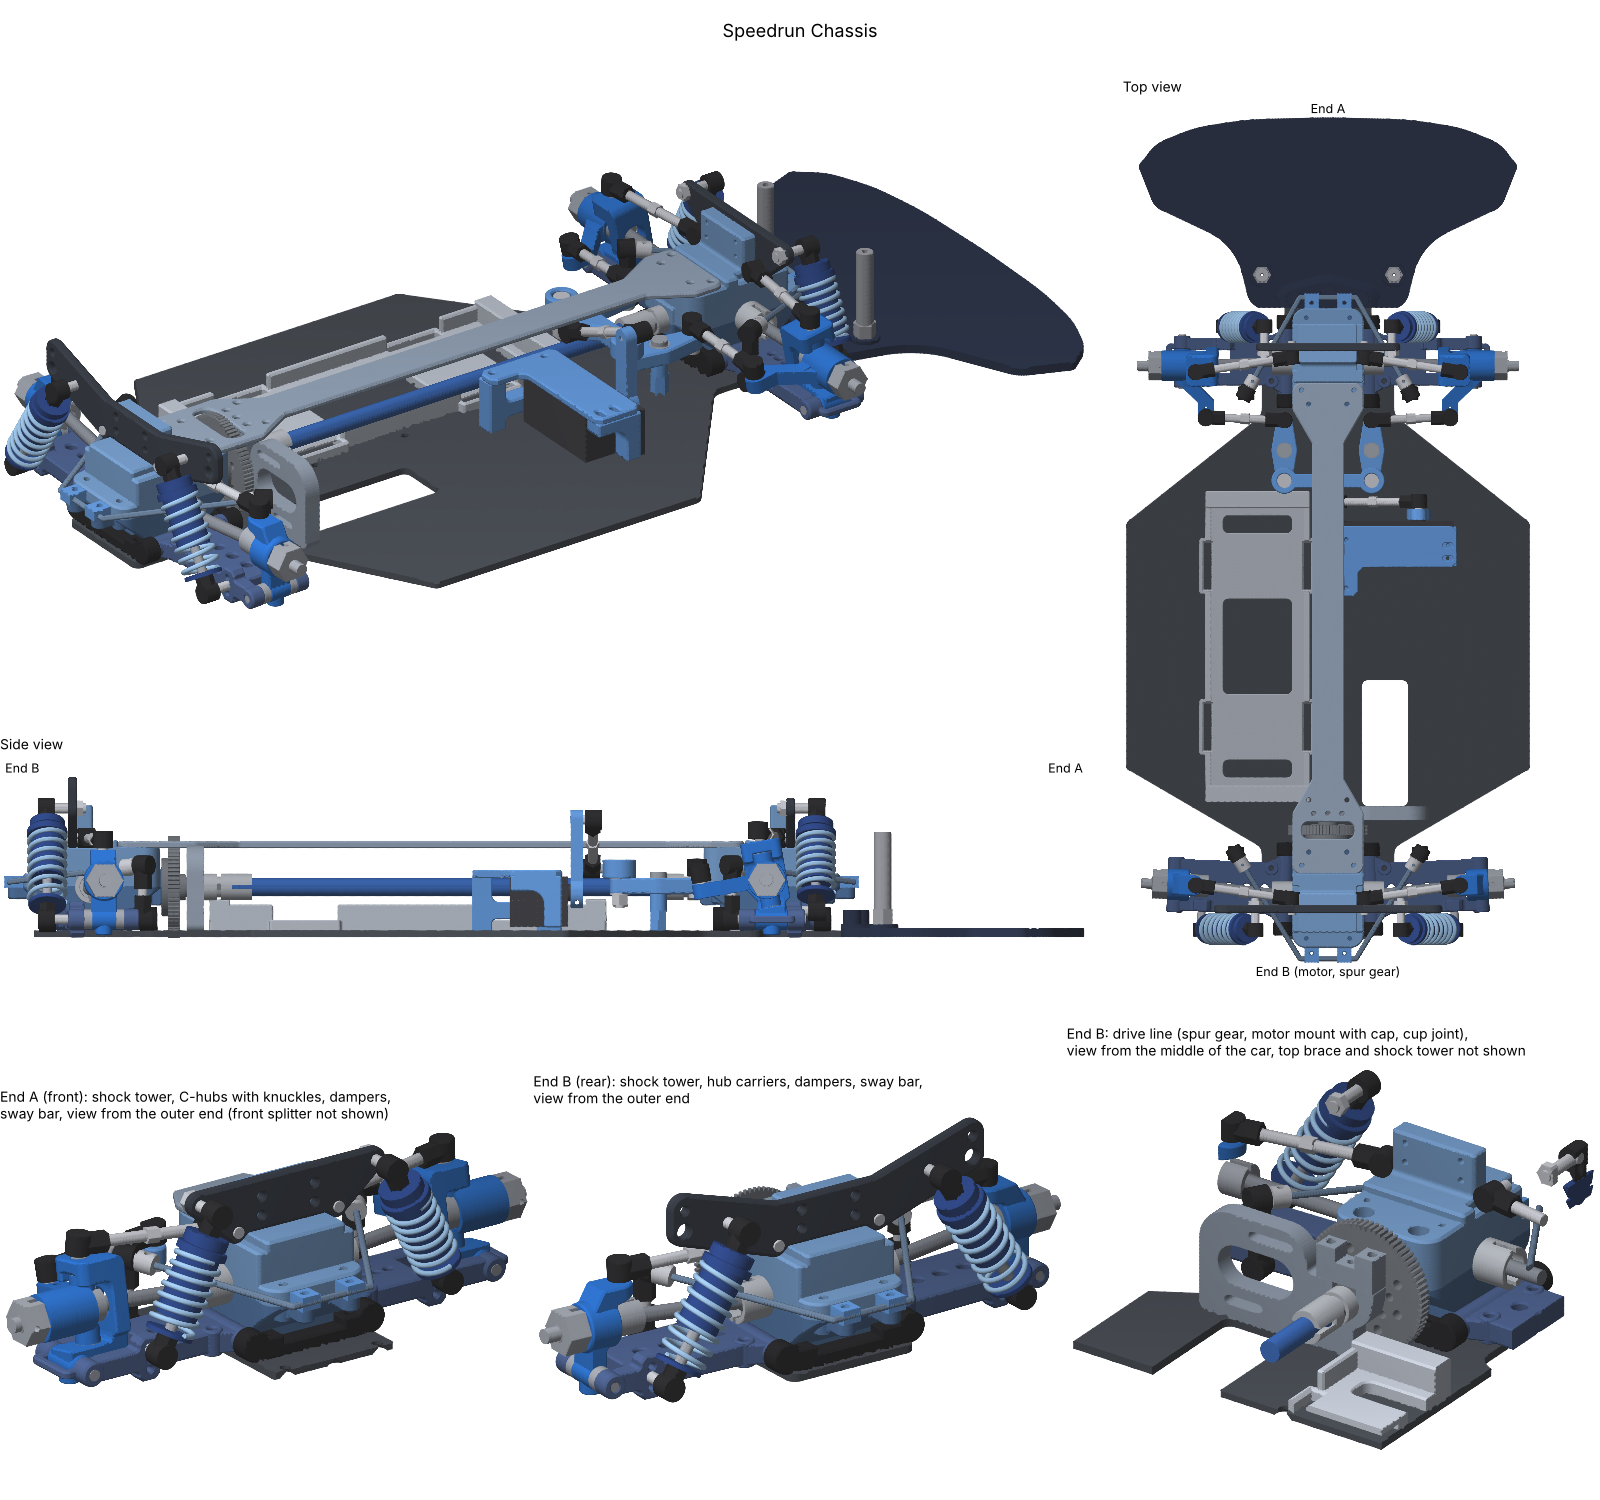 Speedrun Chassis
Top view
End A
Side view
End B
End A
End B (motor, spur gear)
End B: drive line (spur gear, motor mount with cap, cup joint),
view from the middle of the car, top brace and shock tower not shown
End A (front): shock tower, C-hubs with knuckles, dampers,
sway bar, view from the outer end (front splitter not shown)
End B (rear): shock tower, hub carriers, dampers, sway bar,
view from the outer end